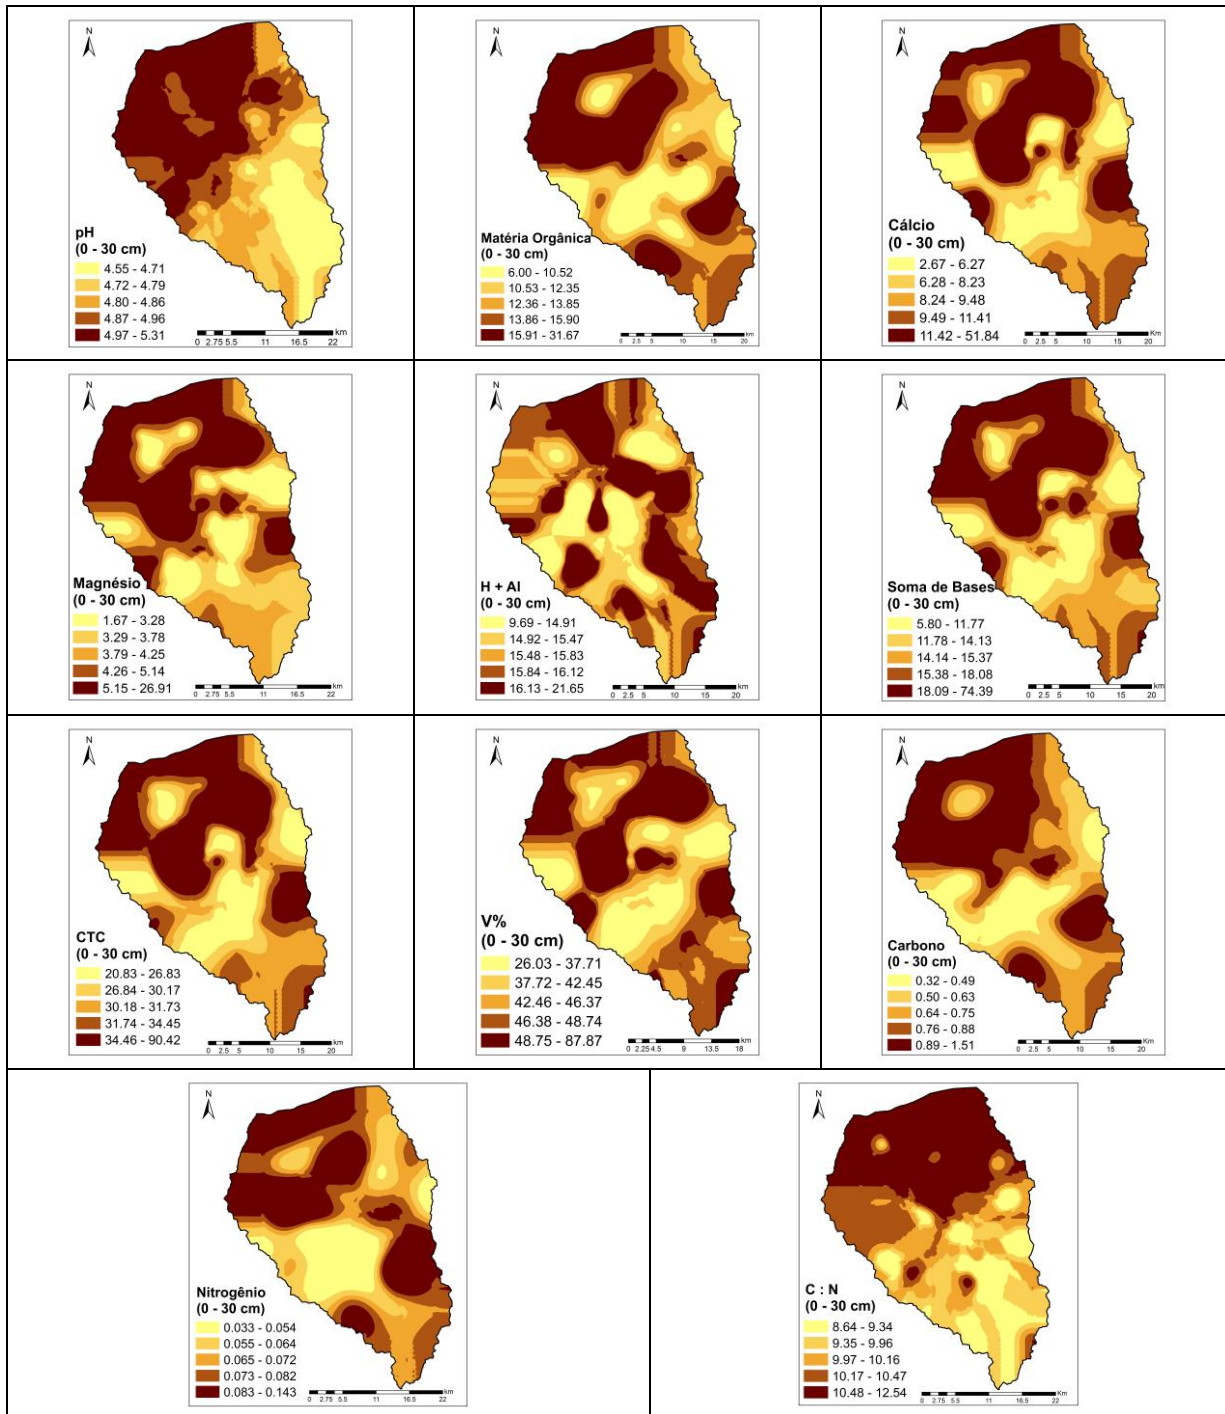 N
pH
(0 - 30 cm)
4.55 - 4.71
4.72 - 4.79
4.80 - 4.86
4.87 - 4.96
4.97 - 5.31
km
0 2.75 5.5 11 16.5 22
N
Matéria Orgânica
(0 - 30 cm)
6.00 - 10.52
10.53 - 12.35
12.36 - 13.85
13.86 - 15.90
15.91 - 31.67
km
0 2.5 5 10 15 20
N
Cálcio
(0 - 30 cm)
2.67 - 6.27
6.28 - 8.23
8.24 - 9.48
9.49 - 11.41
11.42 - 51.84
Km
0 2.5 5 10 15 20
N
Magnésio
(0 - 30 cm)
1.67 - 3.28
3.29 - 3.78
3.79 - 4.25
4.26 - 5.14
5.15 - 26.91
km
0 2.75 5.5 11 16.5 22
N
H + Al
(0 - 30 cm)
9.69 - 14.91
14.92 - 15.47
15.48 - 15.83
15.84 - 16.12
16.13 - 21.65
km
0 2.5 5 10 15 20
N
Soma de Bases
(0 - 30 cm)
5.80 - 11.77
11.78 - 14.13
14.14 - 15.37
15.38 - 18.08
18.09 - 74.39
km
0 2.5 5 10 15 20
N
CTC
(0 - 30 cm)
20.83 - 26.83
26.84 - 30.17
30.18 - 31.73
31.74 - 34.45
34.46 - 90.42
km
0 2.5 5 10 15 20
N
V%
(0 - 30 cm)
26.03 - 37.71
37.72 - 42.45
42.46 - 46.37
46.38 - 48.74
48.75 - 87.87
km
0 2.25 4.5 9 13.5 18
N
Carbono
(0 - 30 cm)
0.32 - 0.49
0.50 - 0.63
0.64 - 0.75
0.76 - 0.88
0.89 - 1.51
Km
0 2.5 5 10 15 20
N
Nitrogênio
(0 - 30 cm)
0.033 - 0.054
0.055 - 0.064
0.065 - 0.072
0.073 - 0.082
0.083 - 0.143
Km
0 2.75 5.5 11 16.5 22
N
C : N
(0 - 30 cm)
8.64 - 9.34
9.35 - 9.96
9.97 - 10.16
10.17 - 10.47
10.48 - 12.54
Km
0 2.75 5.5 11 16.5 22